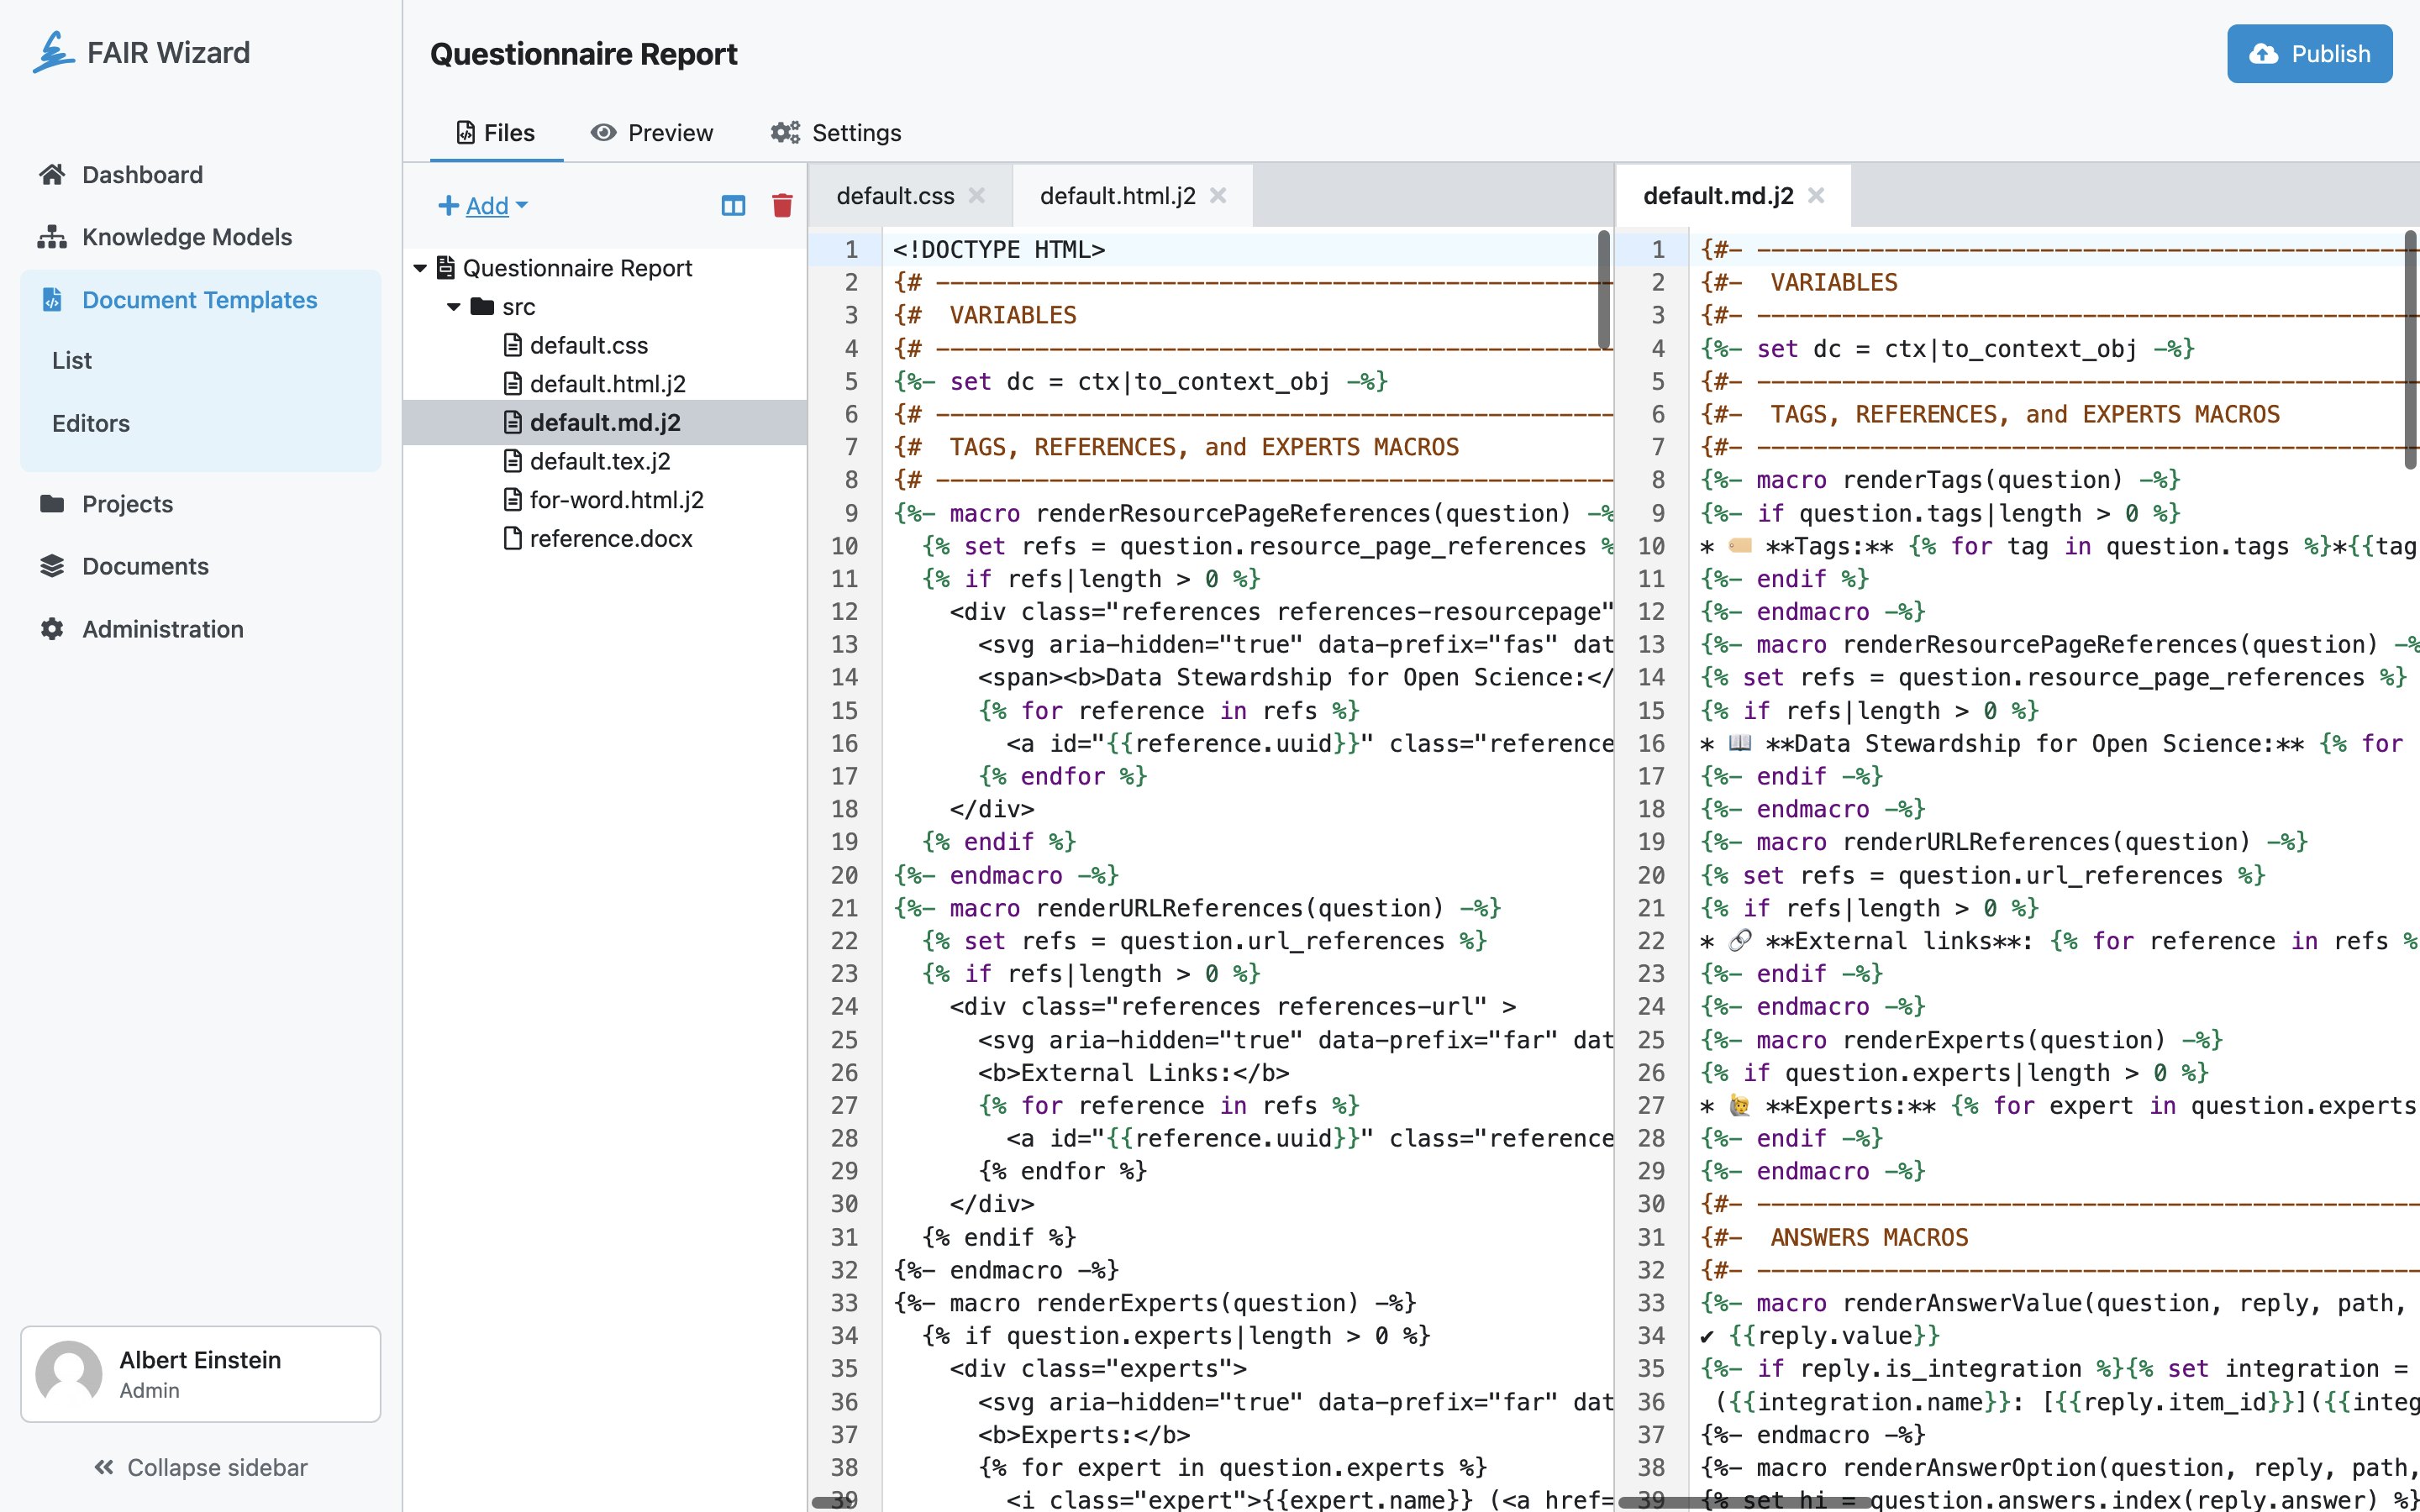 FAIR Wizard
Dashboard
Knowledge Models
Document Templates
List
Editors
Projects
Documents
Administration
Albert Einstein
Admin
Collapse sidebar
Questionnaire Report
Publish
Files
Preview
Settings
Add
Questionnaire Report
src
default.css
default.html.j2
default.md.j2
default.tex.j2
for-word.html.j2
reference.docx
default.css
default.html.j2
1 <!DOCTYPE HTML>
2 {# ------------------------------------------------
3 {#  VARIABLES
4 {# ------------------------------------------------
5 {%- set dc = ctx|to_context_obj -%}
6 {# ------------------------------------------------
7 {#  TAGS, REFERENCES, and EXPERTS MACROS
8 {# ------------------------------------------------
9 {%- macro renderResourcePageReferences(question) -%
10   {% set refs = question.resource_page_references %
11   {% if refs|length > 0 %}
12     <div class="references references-resourcepage"
13       <svg aria-hidden="true" data-prefix="fas" dat
14       <span><b>Data Stewardship for Open Science:</
15       {% for reference in refs %}
16         <a id="{{reference.uuid}}" class="reference
17       {% endfor %}
18     </div>
19   {% endif %}
20 {%- endmacro -%}
21 {%- macro renderURLReferences(question) -%}
22   {% set refs = question.url_references %}
23   {% if refs|length > 0 %}
24     <div class="references references-url" >
25       <svg aria-hidden="true" data-prefix="far" dat
26       <b>External Links:</b>
27       {% for reference in refs %}
28         <a id="{{reference.uuid}}" class="reference
29       {% endfor %}
30     </div>
31   {% endif %}
32 {%- endmacro -%}
33 {%- macro renderExperts(question) -%}
34   {% if question.experts|length > 0 %}
35     <div class="experts">
36       <svg aria-hidden="true" data-prefix="far" dat
37       <b>Experts:</b>
38       {% for expert in question.experts %}
39         <i class="expert">{{expert.name}} (<a href=
default.md.j2
1 {#- -----------------------------------------------
2 {#-  VARIABLES
3 {#- -----------------------------------------------
4 {%- set dc = ctx|to_context_obj -%}
5 {#- -----------------------------------------------
6 {#-  TAGS, REFERENCES, and EXPERTS MACROS
7 {#- -----------------------------------------------
8 {%- macro renderTags(question) -%}
9 {%- if question.tags|length > 0 %}
10 * 🏷️ **Tags:** {% for tag in question.tags %}*{{tag
11 {%- endif %}
12 {%- endmacro -%}
13 {%- macro renderResourcePageReferences(question) -%
14 {% set refs = question.resource_page_references %}
15 {% if refs|length > 0 %}
16 * 📖 **Data Stewardship for Open Science:** {% for
17 {%- endif -%}
18 {%- endmacro -%}
19 {%- macro renderURLReferences(question) -%}
20 {% set refs = question.url_references %}
21 {% if refs|length > 0 %}
22 * 🔗 **External links**: {% for reference in refs %
23 {%- endif -%}
24 {%- endmacro -%}
25 {%- macro renderExperts(question) -%}
26 {% if question.experts|length > 0 %}
27 * 🙋 **Experts:** {% for expert in question.experts
28 {%- endif -%}
29 {%- endmacro -%}
30 {#- -----------------------------------------------
31 {#-  ANSWERS MACROS
32 {#- -----------------------------------------------
33 {%- macro renderAnswerValue(question, reply, path,
34 ✔ {{reply.value}}
35 {%- if reply.is_integration %}{% set integration =
36  ({{integration.name}}: [{{reply.item_id}}]({{integ
37 {%- endmacro -%}
38 {%- macro renderAnswerOption(question, reply, path,
39 {% set hi = question.answers.index(reply.answer) %}